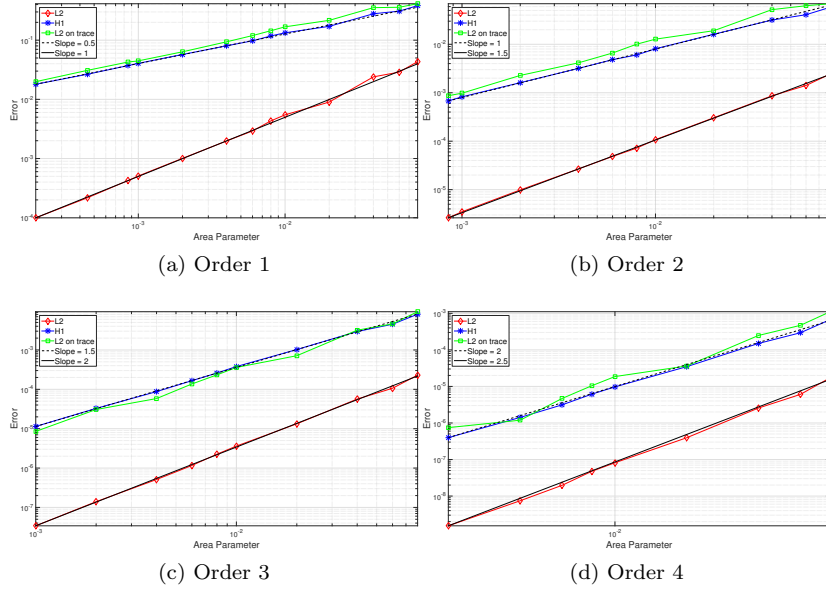 L2
H1
L2 on trace
Slope = 0.5
Slope = 1
10^-1
10^-2
10^-3
10^-4
Error
10^-3
10^-2
Area Parameter
(a) Order 1
L2
H1
L2 on trace
Slope = 1
Slope = 1.5
10^-2
10^-3
10^-4
10^-5
Error
10^-3
10^-2
Area Parameter
(b) Order 2
L2
H1
L2 on trace
Slope = 1.5
Slope = 2
10^-3
10^-4
10^-5
10^-6
10^-7
Error
10^-3
10^-2
Area Parameter
(c) Order 3
L2
H1
L2 on trace
Slope = 2
Slope = 2.5
10^-3
10^-4
10^-5
10^-6
10^-7
10^-8
Error
10^-2
Area Parameter
(d) Order 4